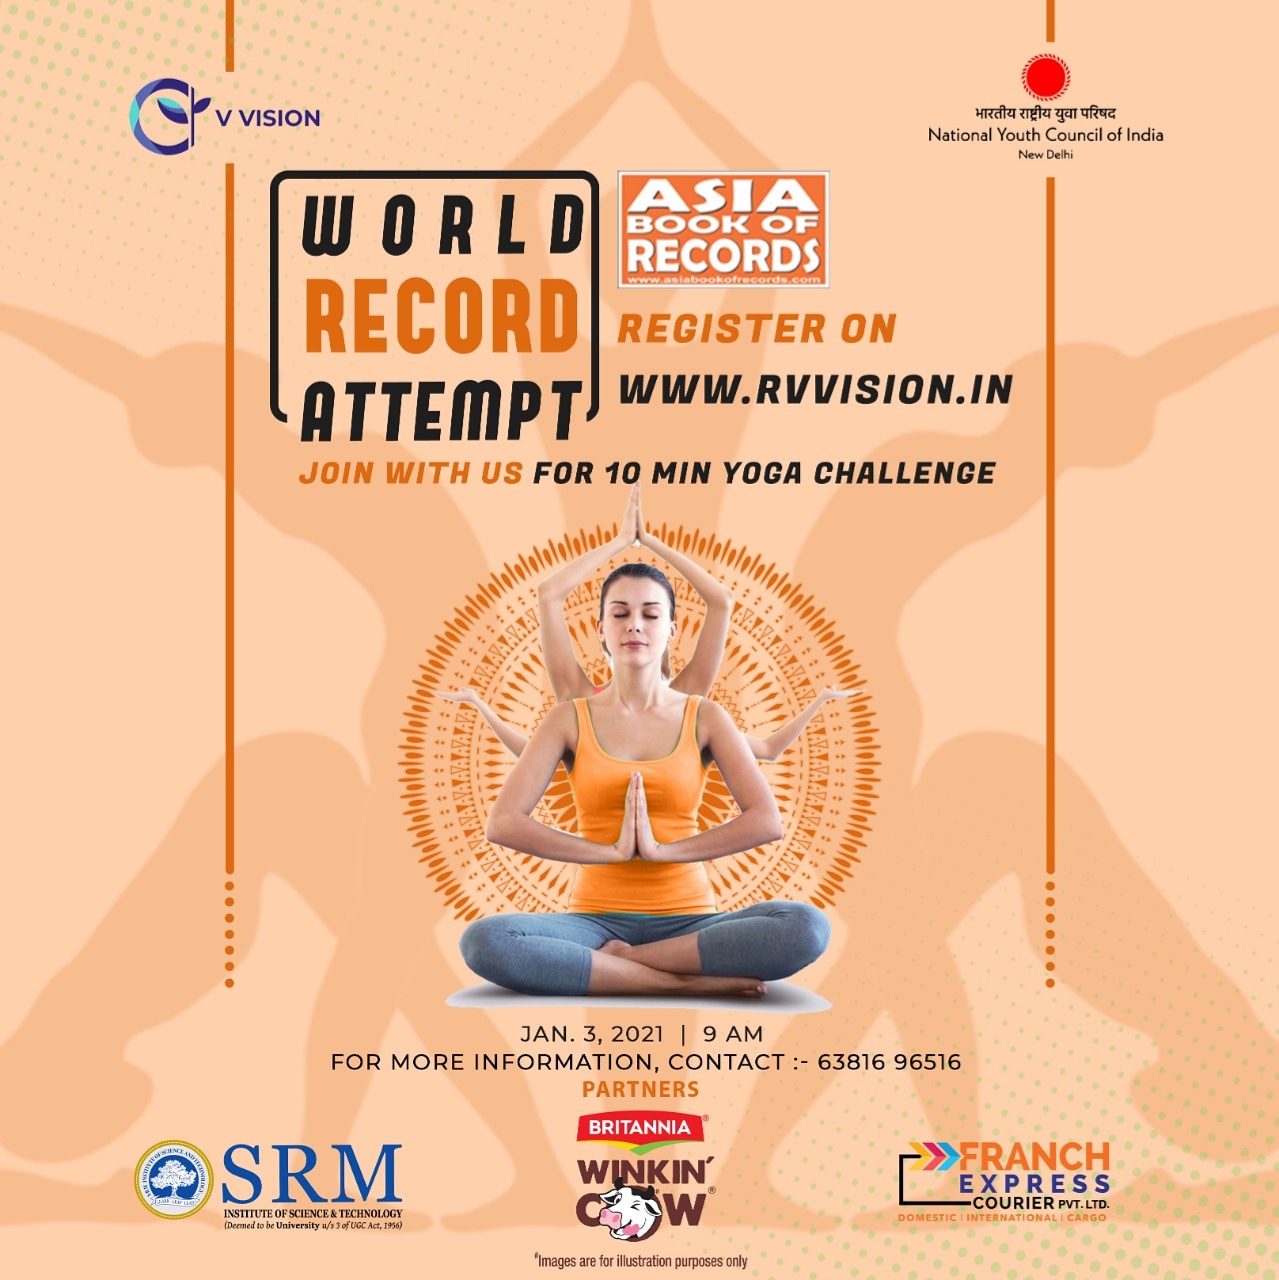 V VISION
भारतीय राष्ट्रीय युवा परिषद
National Youth Council of India
New Delhi
WORLD
RECORD
ATTEMPT
ASIA
BOOK OF
RECORDS
www.asiabookofrecords.com
REGISTER ON
WWW.RVVISION.IN
JOIN WITH US FOR 10 MIN YOGA CHALLENGE
JAN. 3, 2021 | 9 AM
FOR MORE INFORMATION, CONTACT :- 63816 96516
PARTNERS
SRM
INSTITUTE OF SCIENCE & TECHNOLOGY
(Deemed to be University u/s 3 of UGC Act, 1956)
BRITANNIA®
WINKIN'
COW®
FRANCH
EXPRESS
COURIER PVT. LTD.
DOMESTIC | INTERNATIONAL | CARGO
#Images are for illustration purposes only